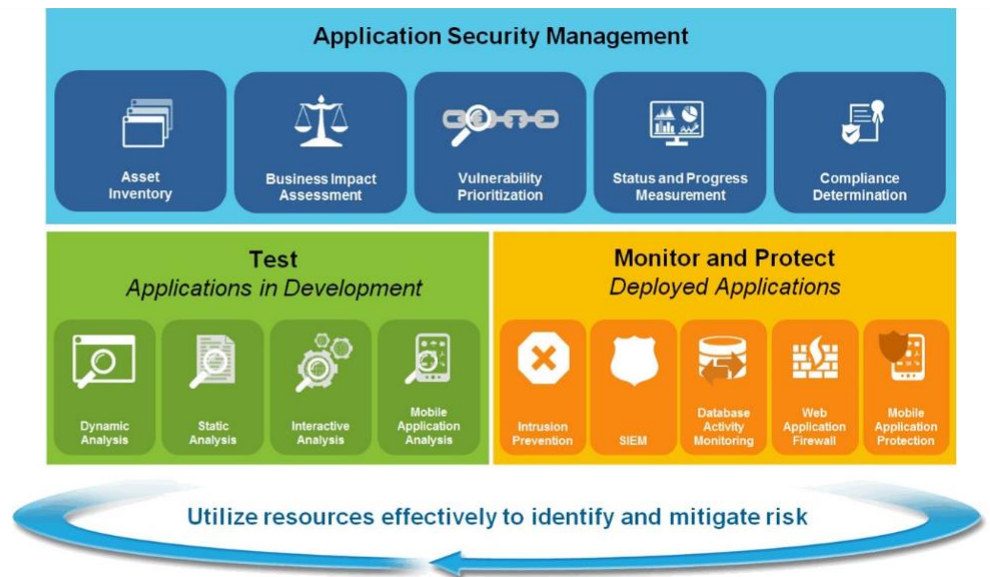 Application Security Management
Asset
Inventory
Business Impact
Assessment
Vulnerability
Prioritization
Status and Progress
Measurement
Compliance
Determination
Test
Applications in Development
Dynamic
Analysis
Static
Analysis
Interactive
Analysis
Mobile
Application
Analysis
Monitor and Protect
Deployed Applications
Intrusion
Prevention
SIEM
Database
Activity
Monitoring
Web
Application
Firewall
Mobile
Application
Protection
Utilize resources effectively to identify and mitigate risk